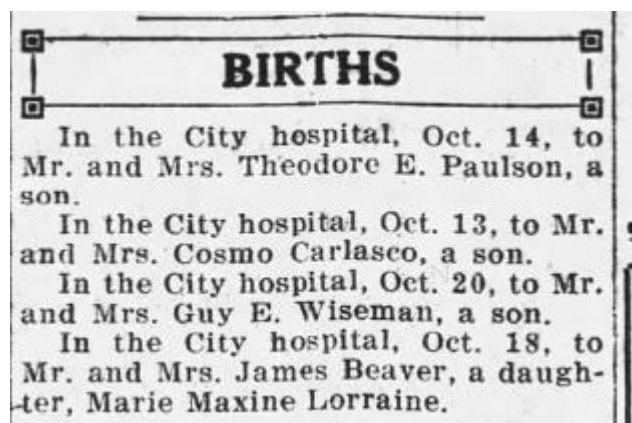 BIRTHS
In the City hospital, Oct. 14, to
Mr. and Mrs. Theodore E. Paulson, a
son.
In the City hospital, Oct. 13, to Mr.
and Mrs. Cosmo Carlasco, a son.
In the City hospital, Oct. 20, to Mr.
and Mrs. Guy E. Wiseman, a son.
In the City hospital, Oct. 18, to
Mr. and Mrs. James Beaver, a daugh-
ter, Marie Maxine Lorraine.